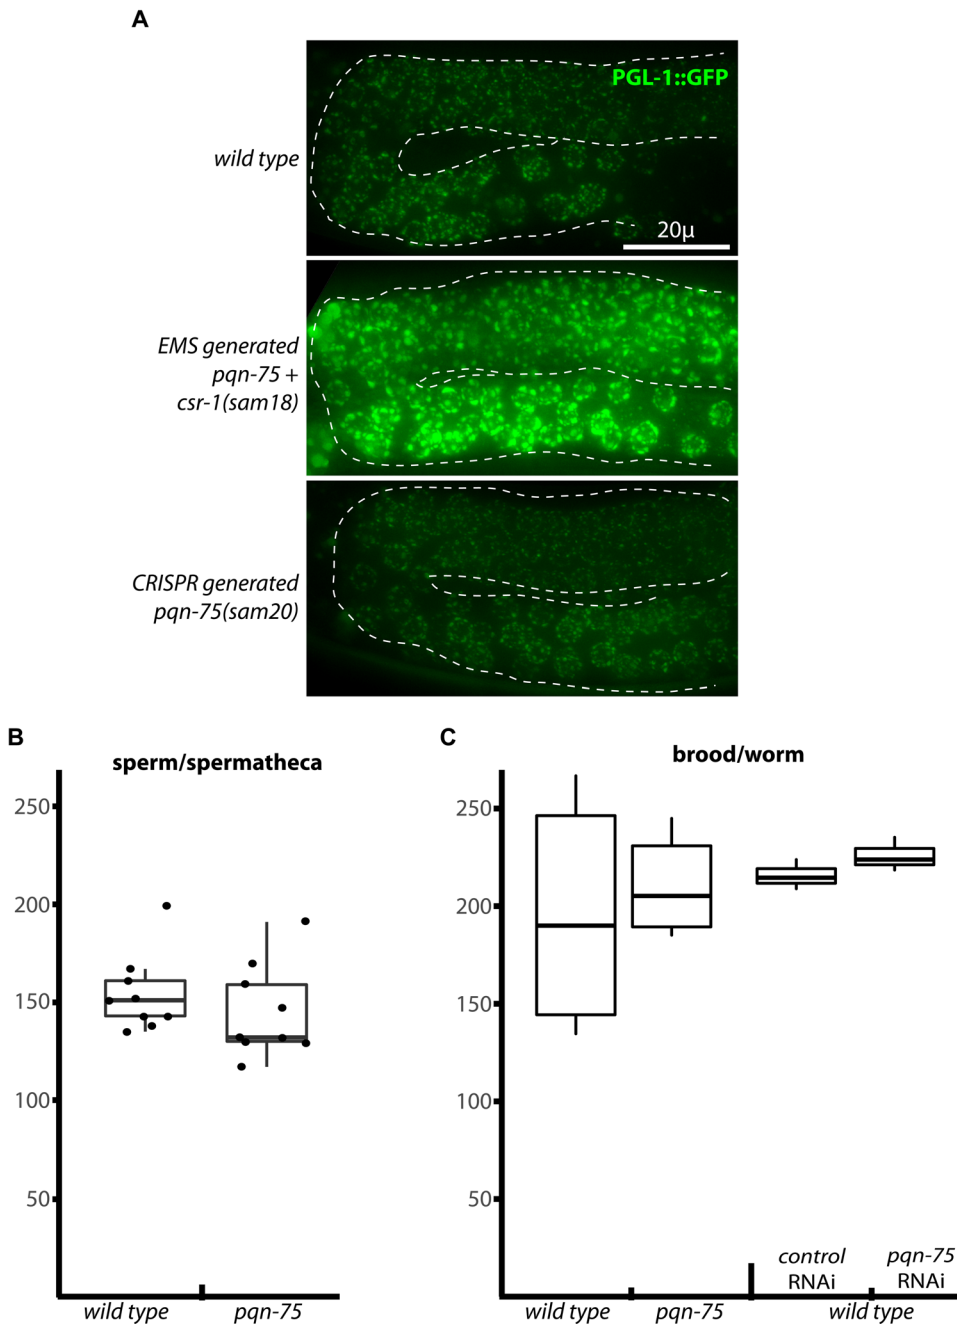 A
PGL-1::GFP
wild type
20µ
EMS generated
pqn-75 +
csr-1(sam18)
CRISPR generated
pqn-75(sam20)
B
sperm/spermatheca
250
200
150
100
50
wild type
pqn-75
C
brood/worm
250
200
150
100
50
control
RNAi
pqn-75
RNAi
wild type
pqn-75
wild type